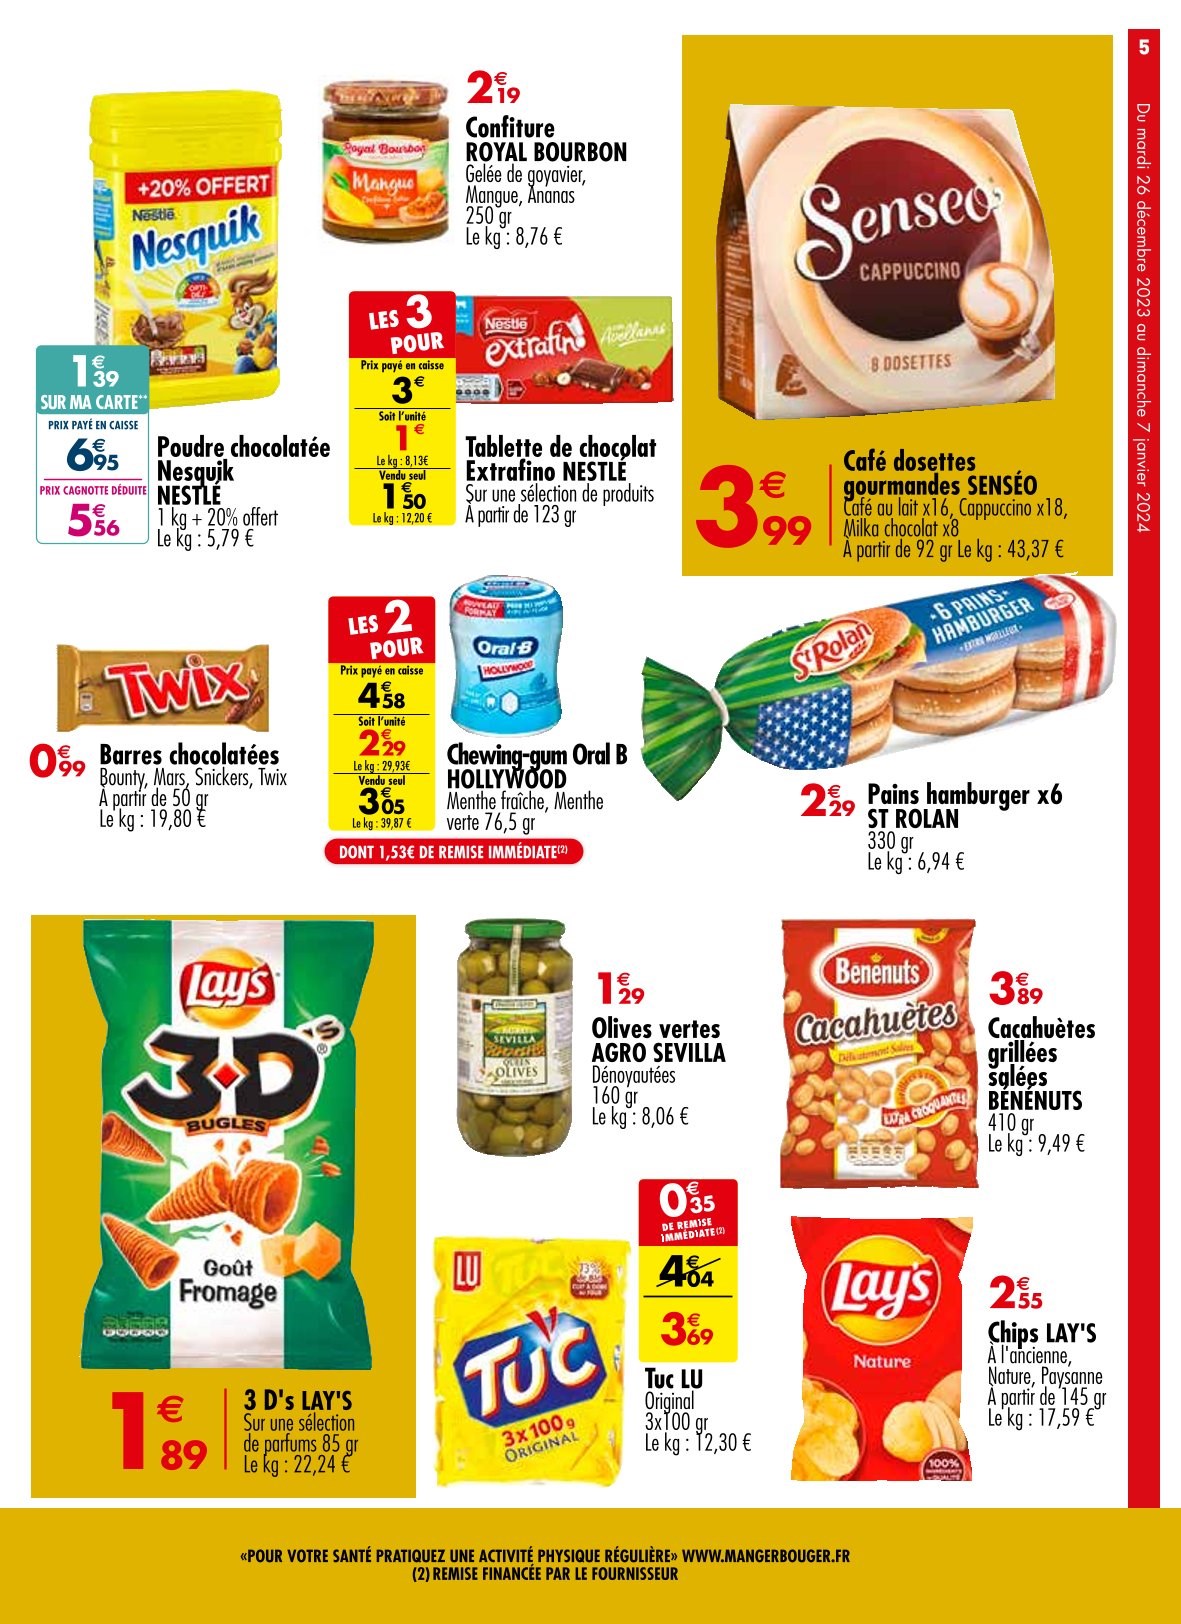 5
Du mardi 26 décembre 2023 au dimanche 7 janvier 2024
+20% OFFERT
Nestlé
Nesquik
OPTI-
1€39
SUR MA CARTE**
PRIX PAYÉ EN CAISSE
6€95
PRIX CAGNOTTE DÉDUITE
5€56
Poudre chocolatée
Nesquik
NESTLÉ
1 kg + 20% offert
Le kg : 5,79 €
Royal Bourbon
Mangue
2€19
Confiture
ROYAL BOURBON
Gelée de goyavier,
Mangue, Ananas
250 gr
Le kg : 8,76 €
LES 3
POUR
Prix payé en caisse
3€
Soit l'unité
1€
Le kg : 8,13€
Vendu seul
1€50
Le kg : 12,20 €
Nestlé
extrafino
Avellanas
Tablette de chocolat
Extrafino NESTLÉ
Sur une sélection de produits
À partir de 123 gr
Senseo
CAPPUCCINO
8 DOSETTES
3€99
Café dosettes
gourmandes SENSÉO
Café au lait x16, Cappuccino x18,
Milka chocolat x8
À partir de 92 gr Le kg : 43,37 €
TWIX
0€99
Barres chocolatées
Bounty, Mars, Snickers, Twix
À partir de 50 gr
Le kg : 19,80 €
LES 2
POUR
Prix payé en caisse
4€58
Soit l'unité
2€29
Le kg : 29,93€
Vendu seul
3€05
Le kg : 39,87 €
NOUVEAU
FORMAT
Oral-B
HOLLYWOOD
Chewing-gum Oral B
HOLLYWOOD
Menthe fraîche, Menthe
verte 76,5 gr
DONT 1,53€ DE REMISE IMMÉDIATE(2)
St Rolan
·6 PAINS·
HAMBURGER
· EXTRA MOELLEUX ·
2€29
Pains hamburger x6
ST ROLAN
330 gr
Le kg : 6,94 €
Lay's
3D's®
BUGLES
Goût
Fromage
1€89
3 D's LAY'S
Sur une sélection
de parfums 85 gr
Le kg : 22,24 €
SEVILLA
QUEEN
OLIVES
1€29
Olives vertes
AGRO SEVILLA
Dénoyautées
160 gr
Le kg : 8,06 €
Bénénuts
Cacahuètes
Délicatement Salées
EXTRA CROQUANTES
3€89
Cacahuètes
grillées
salées
BÉNÉNUTS
410 gr
Le kg : 9,49 €
LU
TUC
3x100g
ORIGINAL
0€35
DE REMISE
IMMÉDIATE(2)
4€04
3€69
Tuc LU
Original
3x100 gr
Le kg : 12,30 €
Lay's
Nature
100%
2€55
Chips LAY'S
À l'ancienne,
Nature, Paysanne
À partir de 145 gr
Le kg : 17,59 €
«POUR VOTRE SANTÉ PRATIQUEZ UNE ACTIVITÉ PHYSIQUE RÉGULIÈRE» WWW.MANGERBOUGER.FR
(2) REMISE FINANCÉE PAR LE FOURNISSEUR